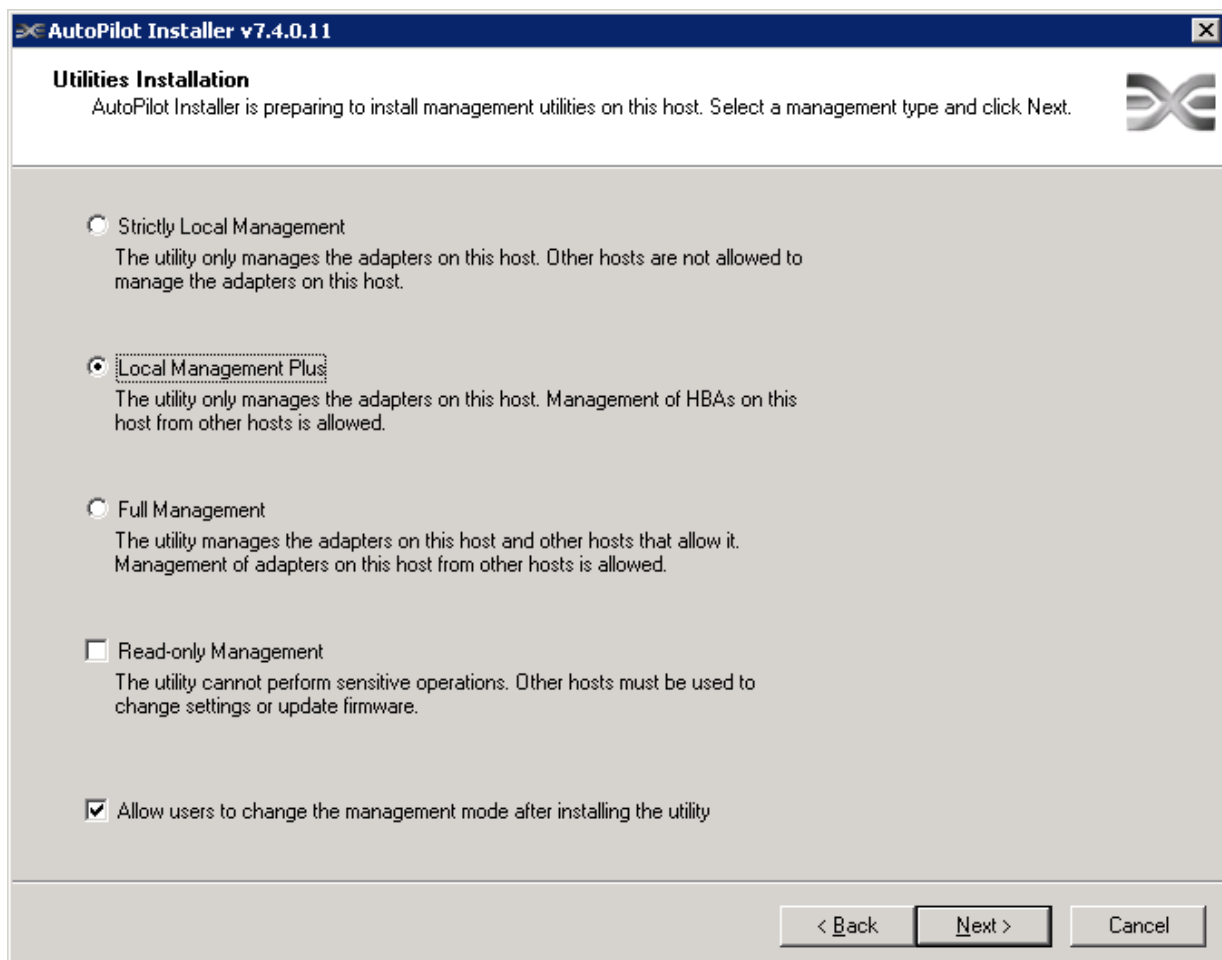 AutoPilot Installer v7.4.0.11
Utilities Installation
AutoPilot Installer is preparing to install management utilities on this host. Select a management type and click Next.
Strictly Local Management
The utility only manages the adapters on this host. Other hosts are not allowed to
manage the adapters on this host.
Local Management Plus
The utility only manages the adapters on this host. Management of HBAs on this
host from other hosts is allowed.
Full Management
The utility manages the adapters on this host and other hosts that allow it.
Management of adapters on this host from other hosts is allowed.
Read-only Management
The utility cannot perform sensitive operations. Other hosts must be used to
change settings or update firmware.
Allow users to change the management mode after installing the utility
< Back Next > Cancel